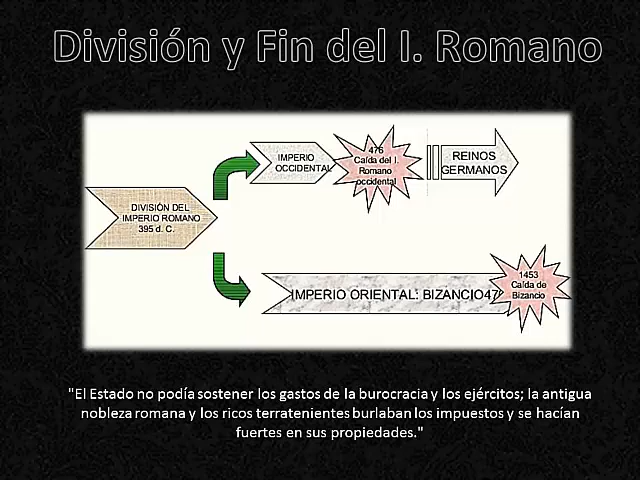 División y Fin del I. Romano
IMPERIO
OCCIDENTAL
476
Caída del I.
Romano
occidental
REINOS
GERMANOS
DIVISIÓN DEL
IMPERIO ROMANO
395 d. C.
IMPERIO ORIENTAL: BIZANCIO
1453
Caída de
Bizancio
"El Estado no podía sostener los gastos de la burocracia y los ejércitos; la antigua
nobleza romana y los ricos terratenientes burlaban los impuestos y se hacían
fuertes en sus propiedades."